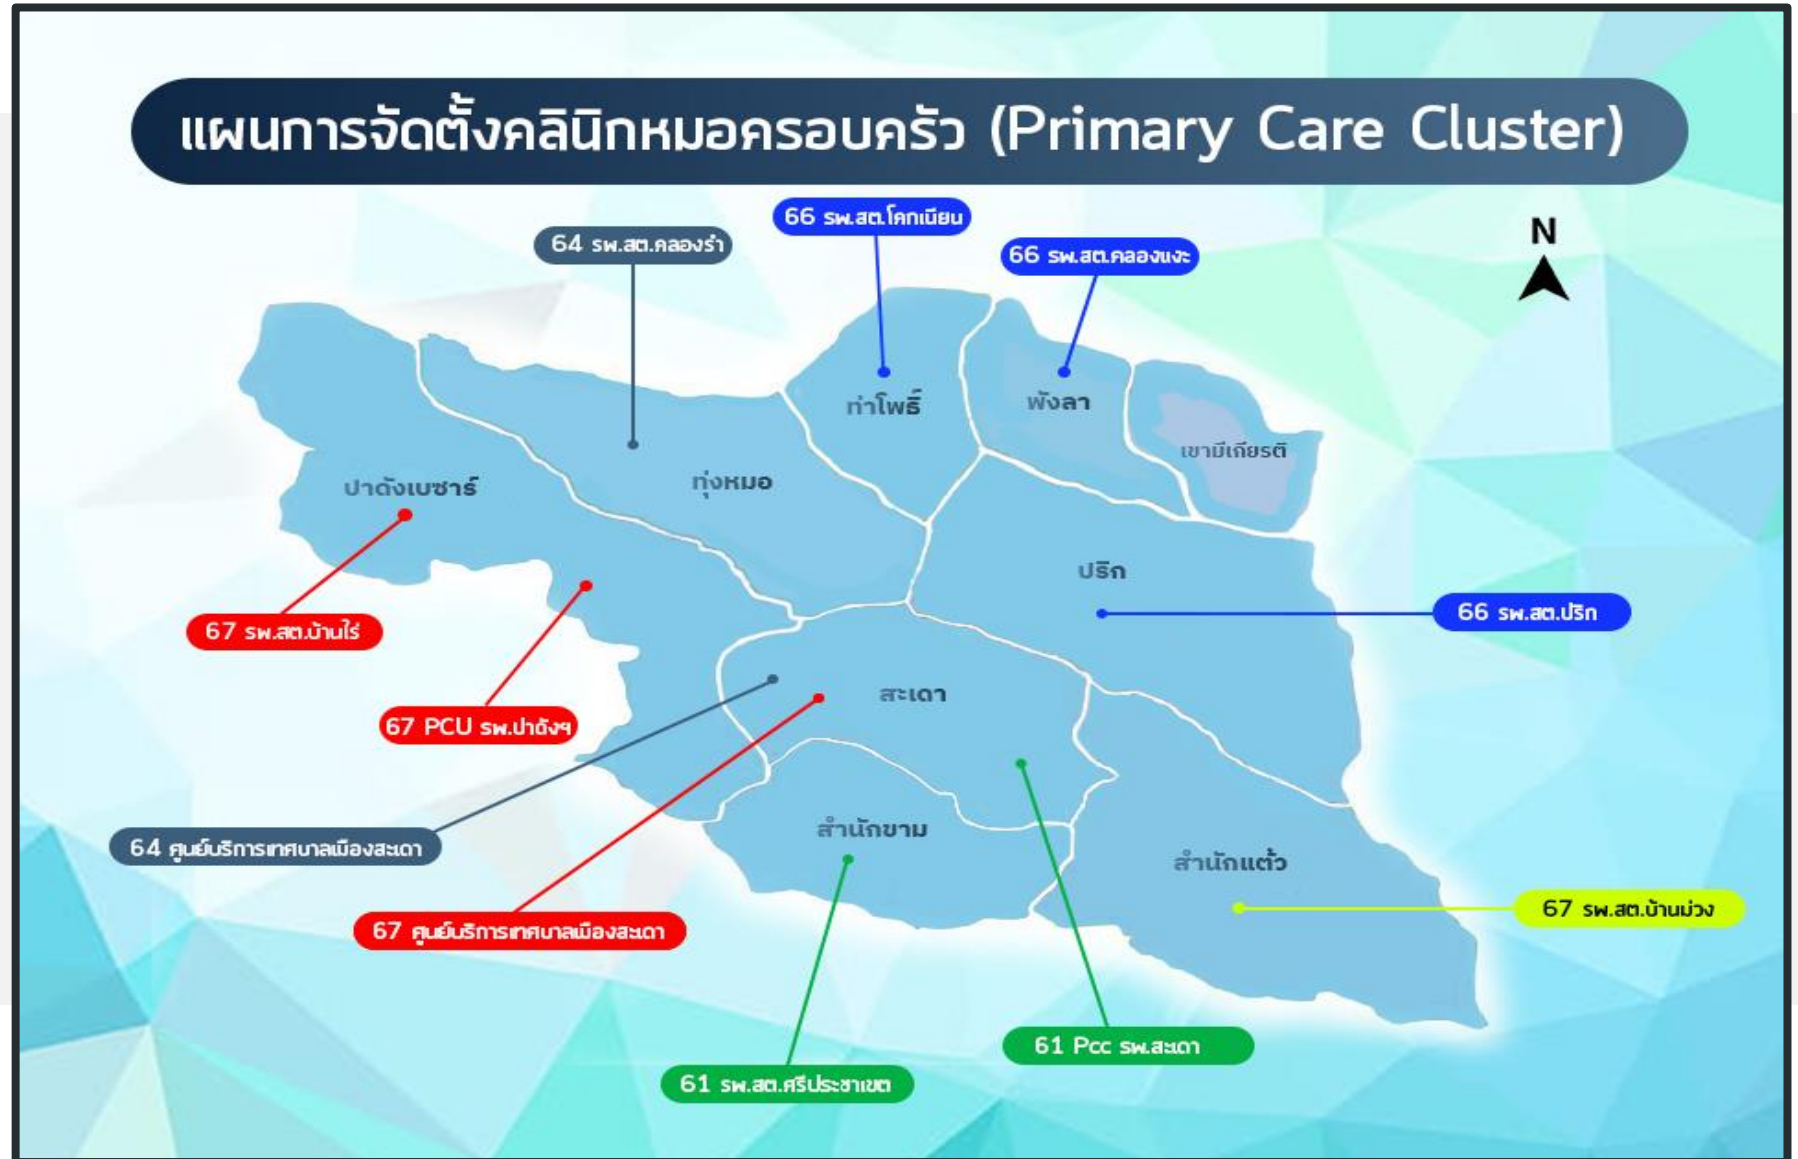 แผนการจัดตั้งคลินิกหมอครอบครัว (Primary Care Cluster)
66 รพ.สต.โคกเนียน
64 รพ.สต.คลองรำ
66 รพ.สต.คลองแงะ
N
ท่าโพธิ์
พังลา
เขามีเกียรติ
ปาดังเบซาร์
ทุ่งหมอ
ปริก
66 รพ.สต.ปริก
67 รพ.สต.บ้านไร่
สะเดา
67 PCU รพ.ปาดังฯ
สำนักขาม
64 ศูนย์บริการเทศบาลเมืองสะเดา
สำนักแต้ว
67 รพ.สต.บ้านม่วง
67 ศูนย์บริการเทศบาลเมืองสะเดา
61 Pcc รพ.สะเดา
61 รพ.สต.ศรีประชาเขต